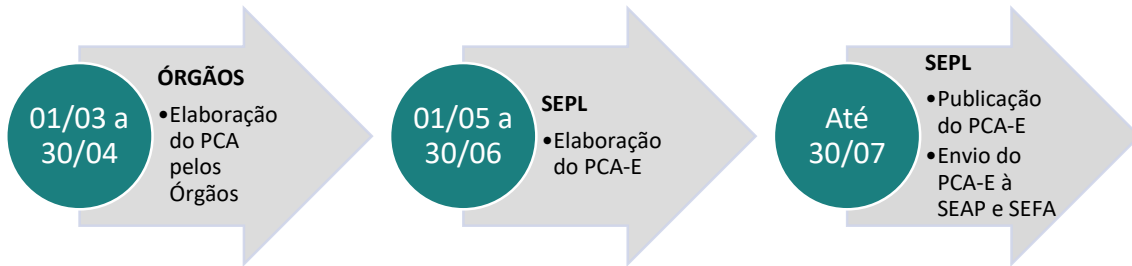 01/03 a
30/04
ÓRGÃOS
•Elaboração
do PCA
pelos
Órgãos
01/05 a
30/06
SEPL
•Elaboração
do PCA-E
Até
30/07
SEPL
•Publicação
do PCA-E
•Envio do
PCA-E à
SEAP e SEFA